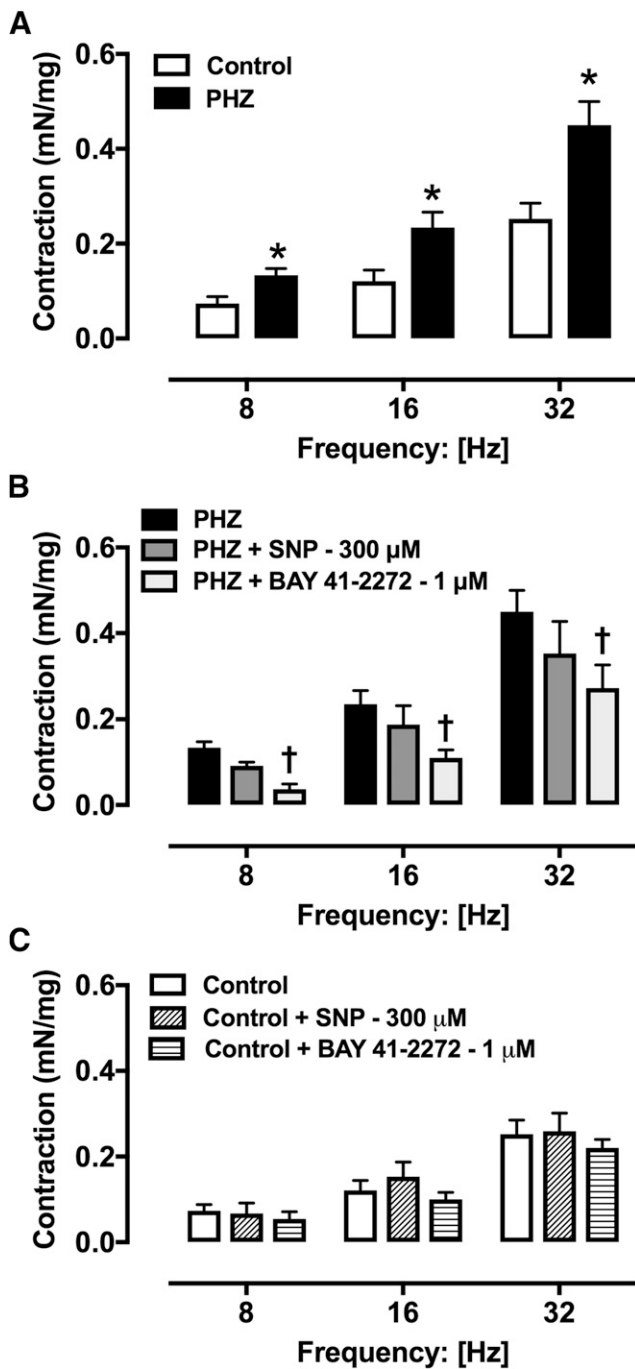 A
Contraction (mN/mg)
0.6
0.4
0.2
0.0
Control
PHZ
*
*
*
8
16
32
Frequency: [Hz]
B
Contraction (mN/mg)
0.6
0.4
0.2
0.0
PHZ
PHZ + SNP - 300 µM
PHZ + BAY 41-2272 - 1 µM
†
†
†
8
16
32
Frequency: [Hz]
C
Contraction (mN/mg)
0.6
0.4
0.2
0.0
Control
Control + SNP - 300 µM
Control + BAY 41-2272 - 1 µM
8
16
32
Frequency: [Hz]